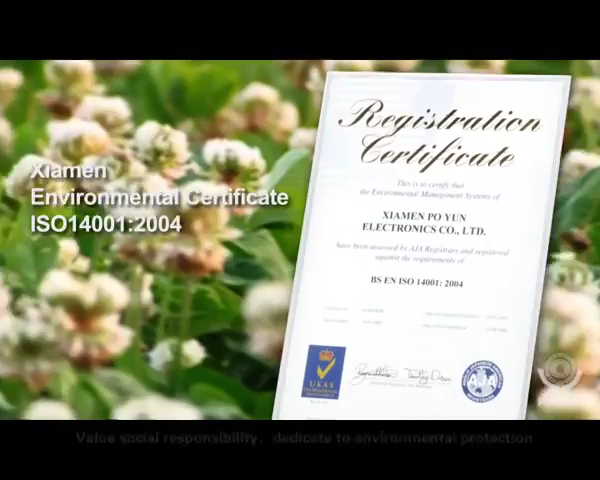 Xiamen
Environmental Certificate
ISO14001:2004
Registration
Certificate
This is to certify that
the Environmental Management Systems of
XIAMEN PO YUN
ELECTRONICS CO., LTD.
have been assessed by AJA Registrars and registered
against the requirements of
BS EN ISO 14001: 2004
UKAS
AJA
Value social responsibility, dedicate to environmental protection